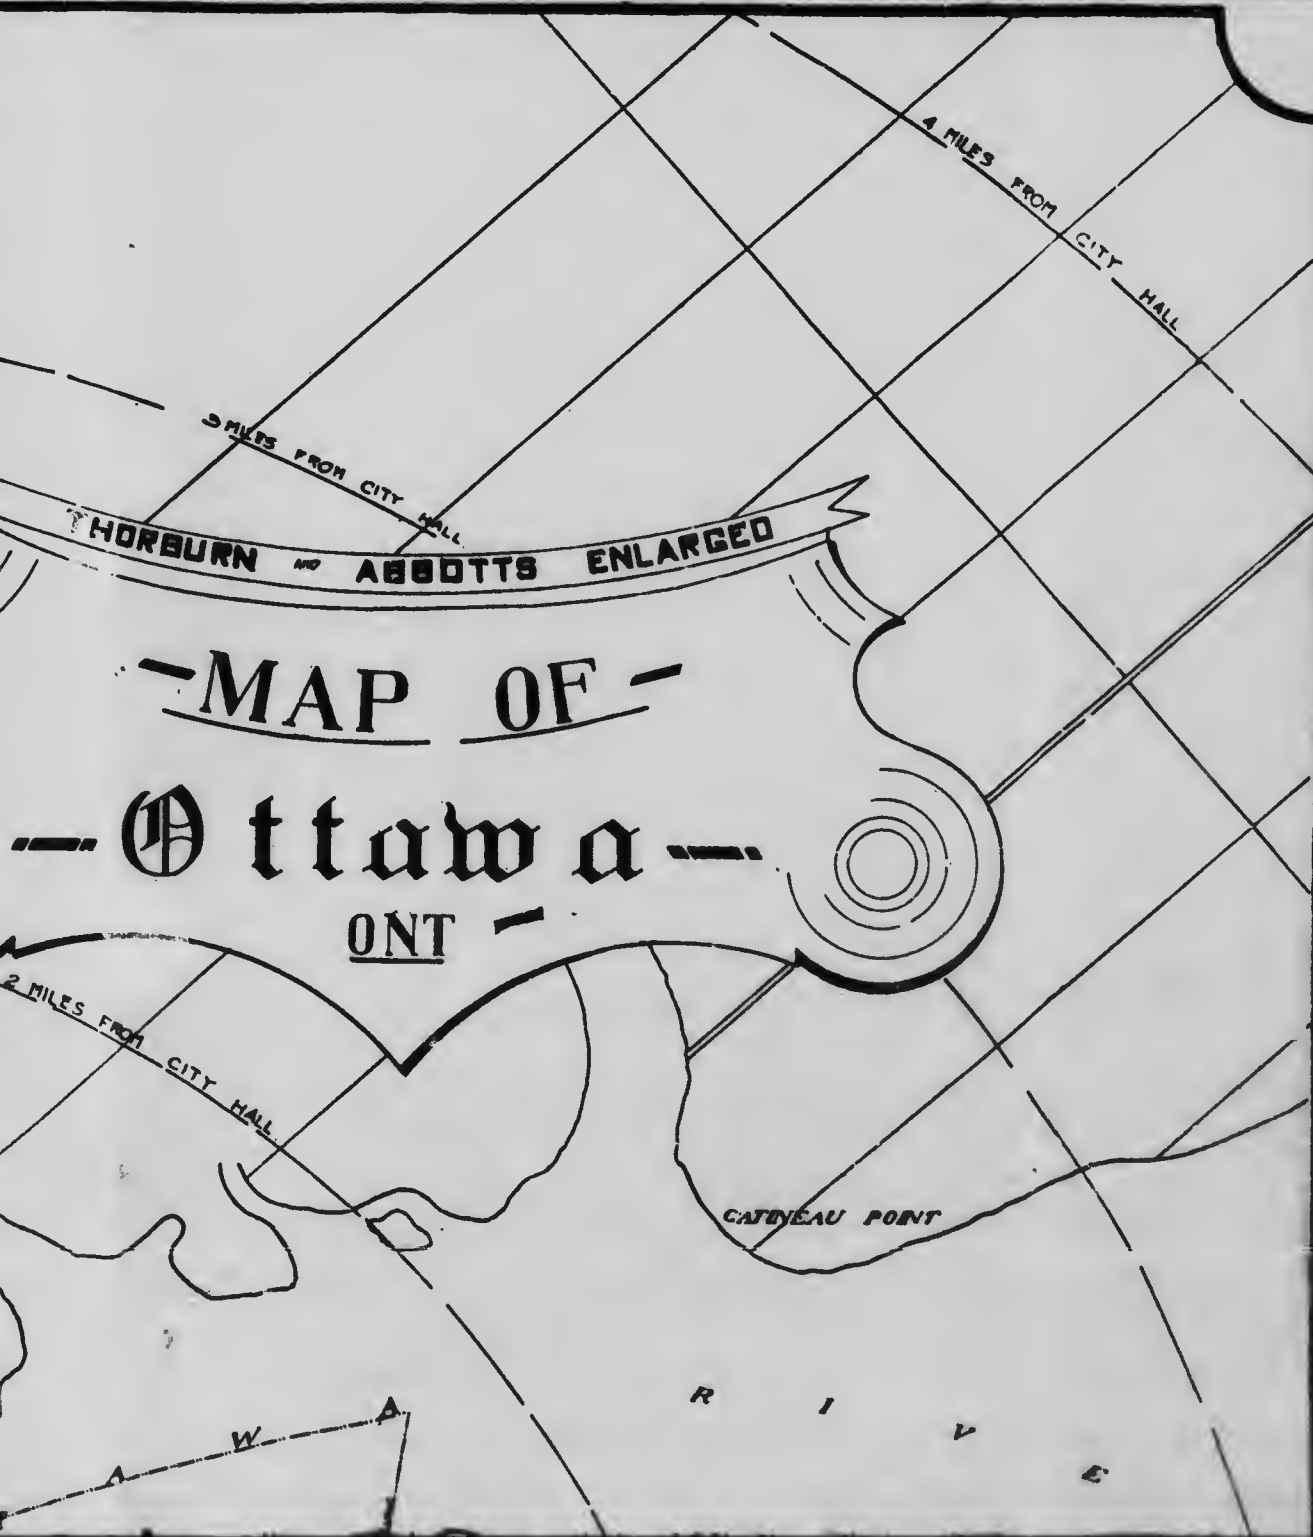 4 MILES FROM CITY HALL
3 MILES FROM CITY HALL
THORBURN AND ABBOTTS ENLARGED
-MAP OF-
--Ottawa--
ONT-
2 MILES FROM CITY HALL
CATINEAU POINT
R I V E
A W A